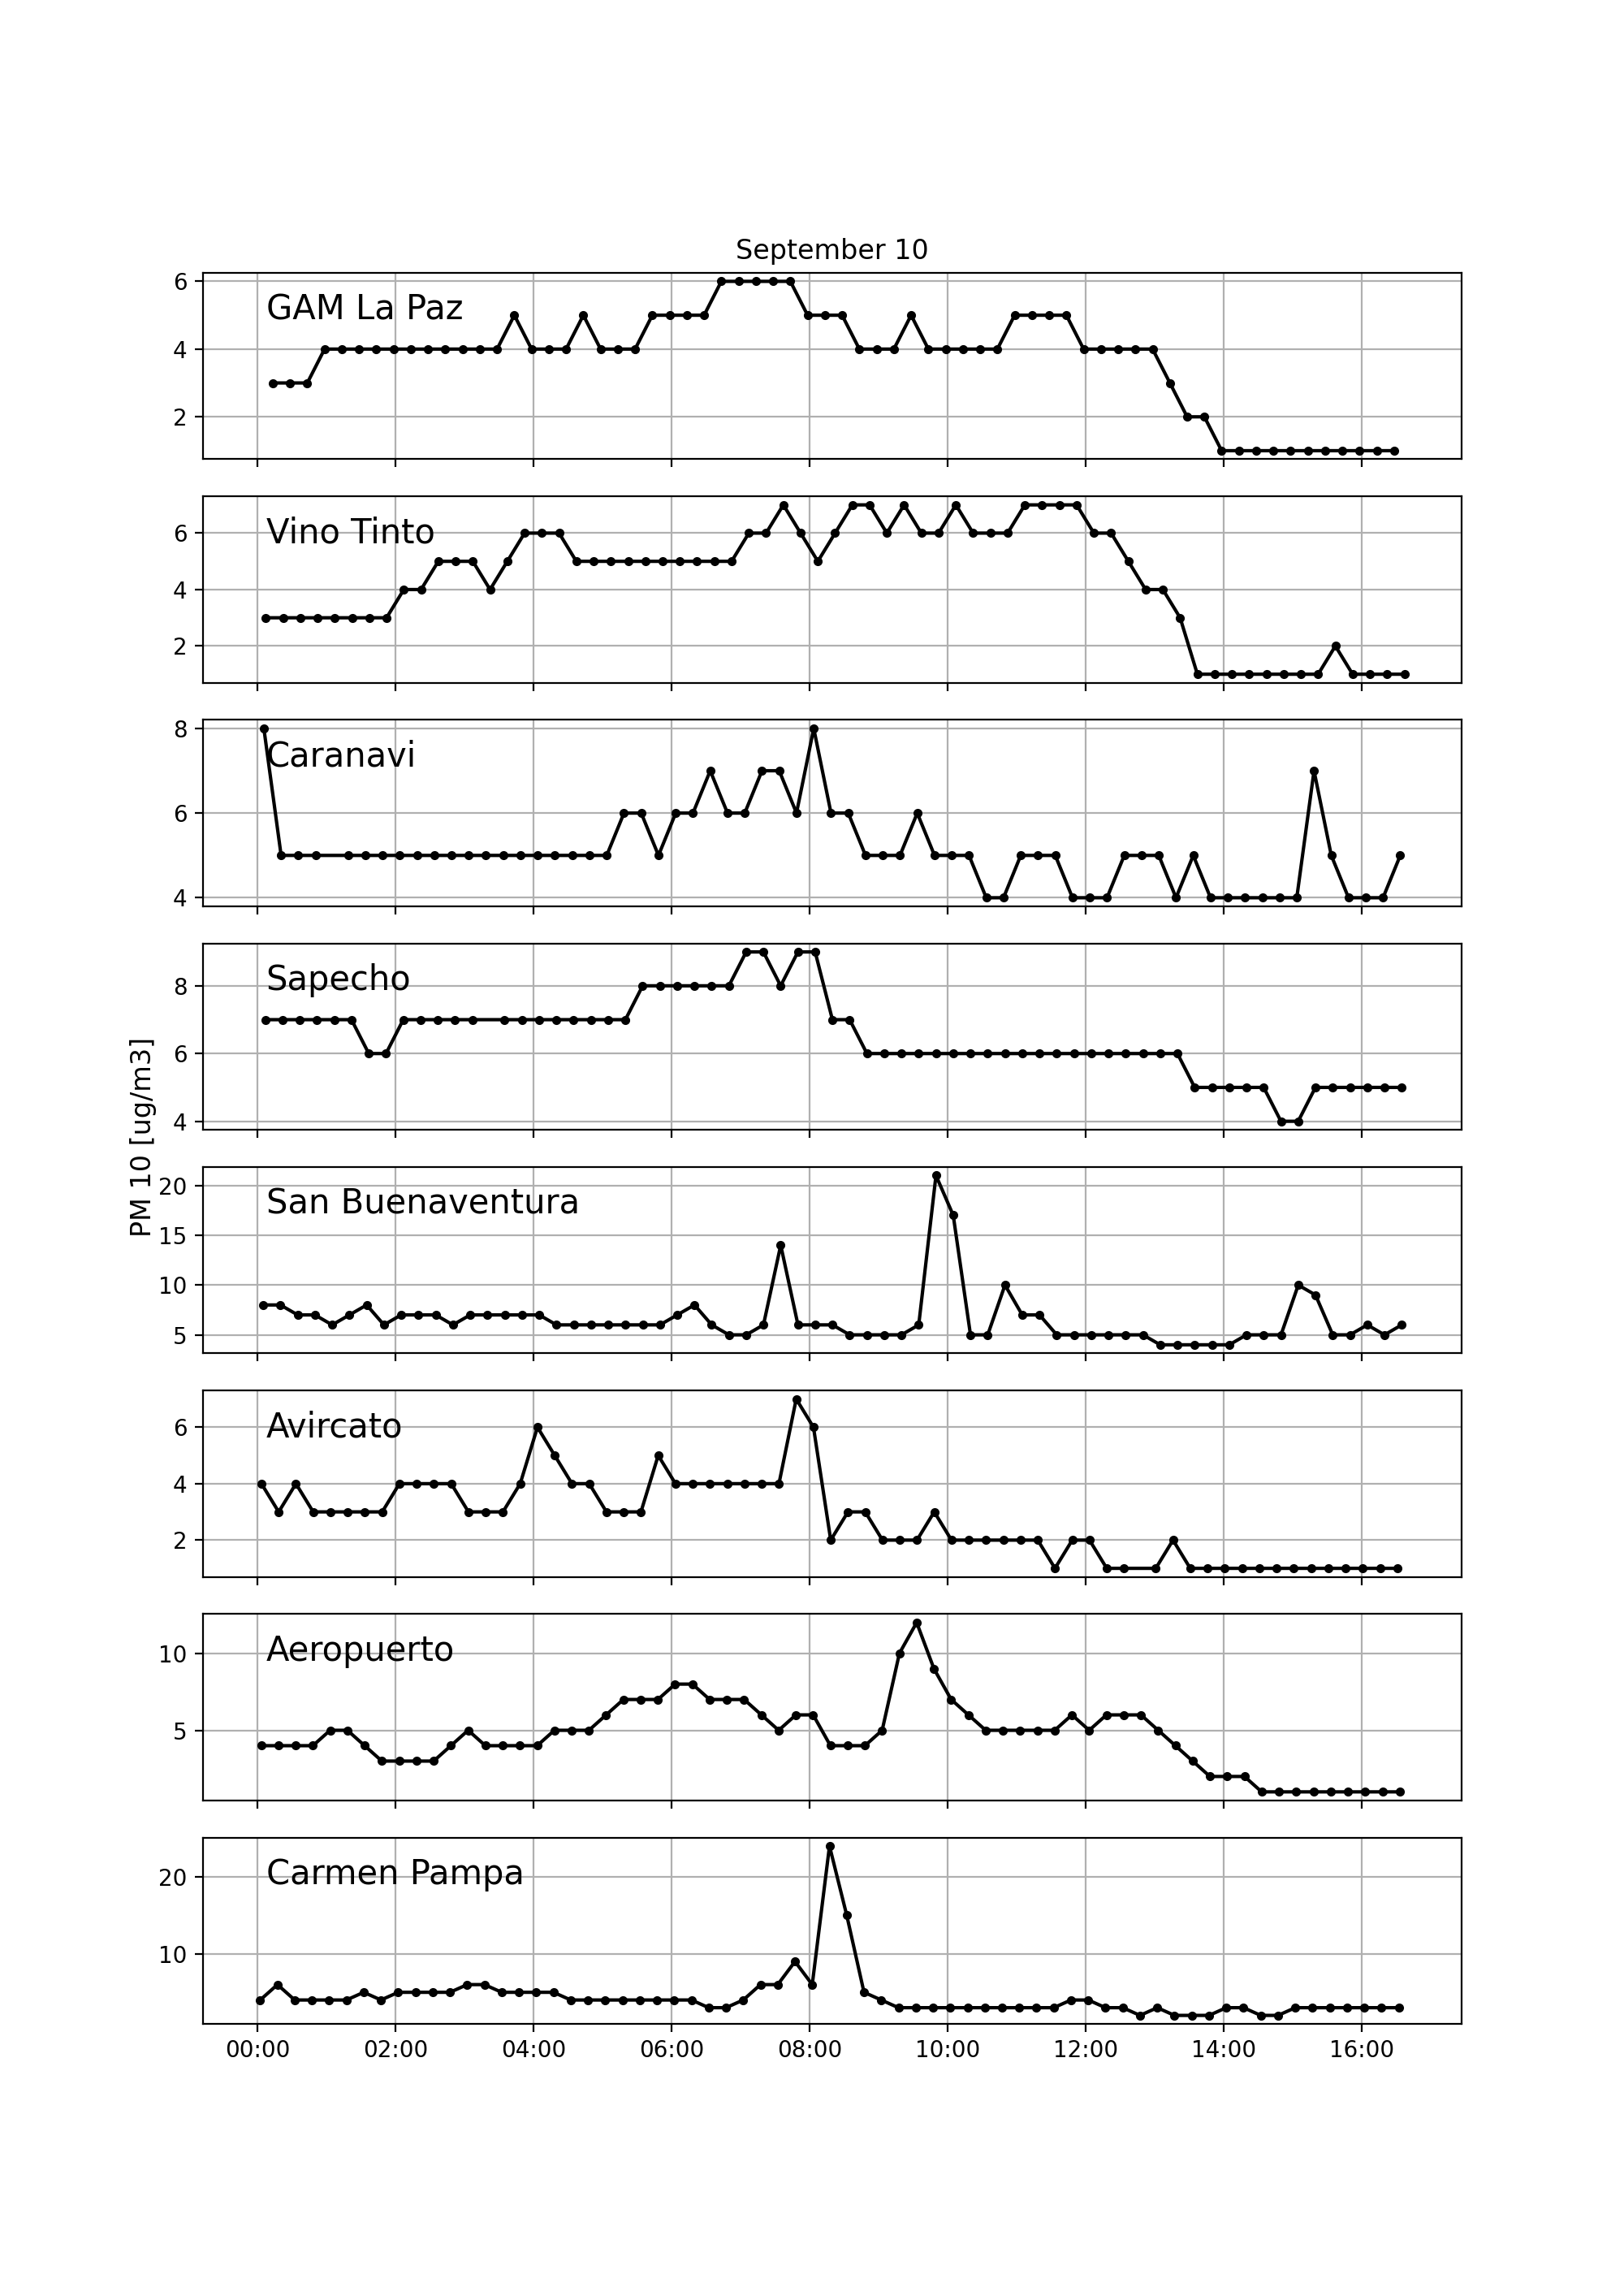 September 10
PM 10 [ug/m3]
GAM La Paz
6
4
2
Vino Tinto
6
4
2
Caranavi
8
6
4
Sapecho
8
6
4
San Buenaventura
20
15
10
5
Avircato
6
4
2
Aeropuerto
10
5
Carmen Pampa
20
10
00:00 02:00 04:00 06:00 08:00 10:00 12:00 14:00 16:00